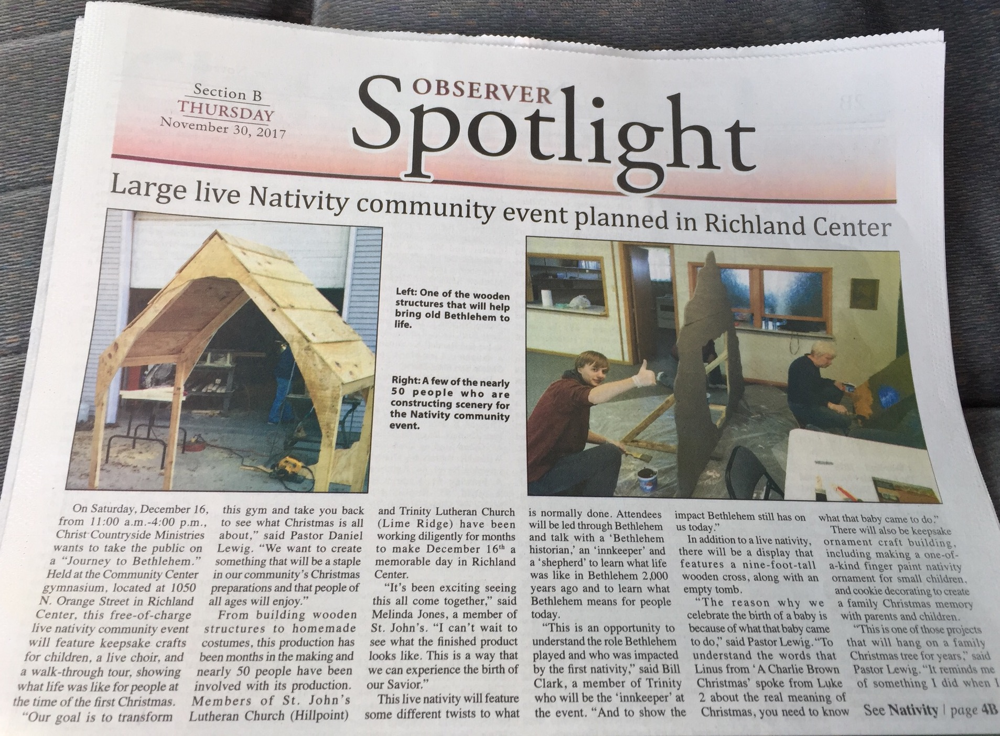 Section B
THURSDAY
November 30, 2017
OBSERVER
Spotlight
Large live Nativity community event planned in Richland Center
Left: One of the wooden
structures that will help
bring old Bethlehem to
life.
Right: A few of the nearly
50 people who are
constructing scenery for
the Nativity community
event.
On Saturday, December 16,
from 11:00 a.m.-4:00 p.m.,
Christ Countryside Ministries
wants to take the public on
a "Journey to Bethlehem."
Held at the Community Center
gymnasium, located at 1050
N. Orange Street in Richland
Center, this free-of-charge
live nativity community event
will feature keepsake crafts
for children, a live choir, and
a walk-through tour, showing
what life was like for people at
the time of the first Christmas.
"Our goal is to transform
this gym and take you back
to see what Christmas is all
about," said Pastor Daniel
Lewig. "We want to create
something that will be a staple
in our community's Christmas
preparations and that people of
all ages will enjoy."
From building wooden
structures to homemade
costumes, this production has
been months in the making and
nearly 50 people have been
involved with its production.
Members of St. John's
Lutheran Church (Hillpoint)
and Trinity Lutheran Church
(Lime Ridge) have been
working diligently for months
to make December 16th a
memorable day in Richland
Center.
"It's been exciting seeing
this all come together," said
Melinda Jones, a member of
St. John's. "I can't wait to
see what the finished product
looks like. This is a way that
we can experience the birth of
our Savior."
This live nativity will feature
some different twists to what
is normally done. Attendees
will be led through Bethlehem
and talk with a 'Bethlehem
historian,' an 'innkeeper' and
a 'shepherd' to learn what life
was like in Bethlehem 2,000
years ago and to learn what
Bethlehem means for people
today.
"This is an opportunity to
understand the role Bethlehem
played and who was impacted
by the first nativity," said Bill
Clark, a member of Trinity
who will be the 'innkeeper' at
the event. "And to show the
impact Bethlehem still has on
us today."
In addition to a live nativity,
there will be a display that
features a nine-foot-tall
wooden cross, along with an
empty tomb.
"The reason why we
celebrate the birth of a baby is
because of what that baby came
to do," said Pastor Lewig. "To
understand the words that
Linus from 'A Charlie Brown
Christmas' spoke from Luke
2 about the real meaning of
Christmas, you need to know
what that baby came to do."
There will also be keepsake
ornament craft building,
including making a one-of-
a-kind finger paint nativity
ornament for small children,
and cookie decorating to create
a family Christmas memory
with parents and children.
"This is one of those projects
that will hang on a family
Christmas tree for years," said
Pastor Lewig. "It reminds me
of something I did when I
See Nativity | page 4B